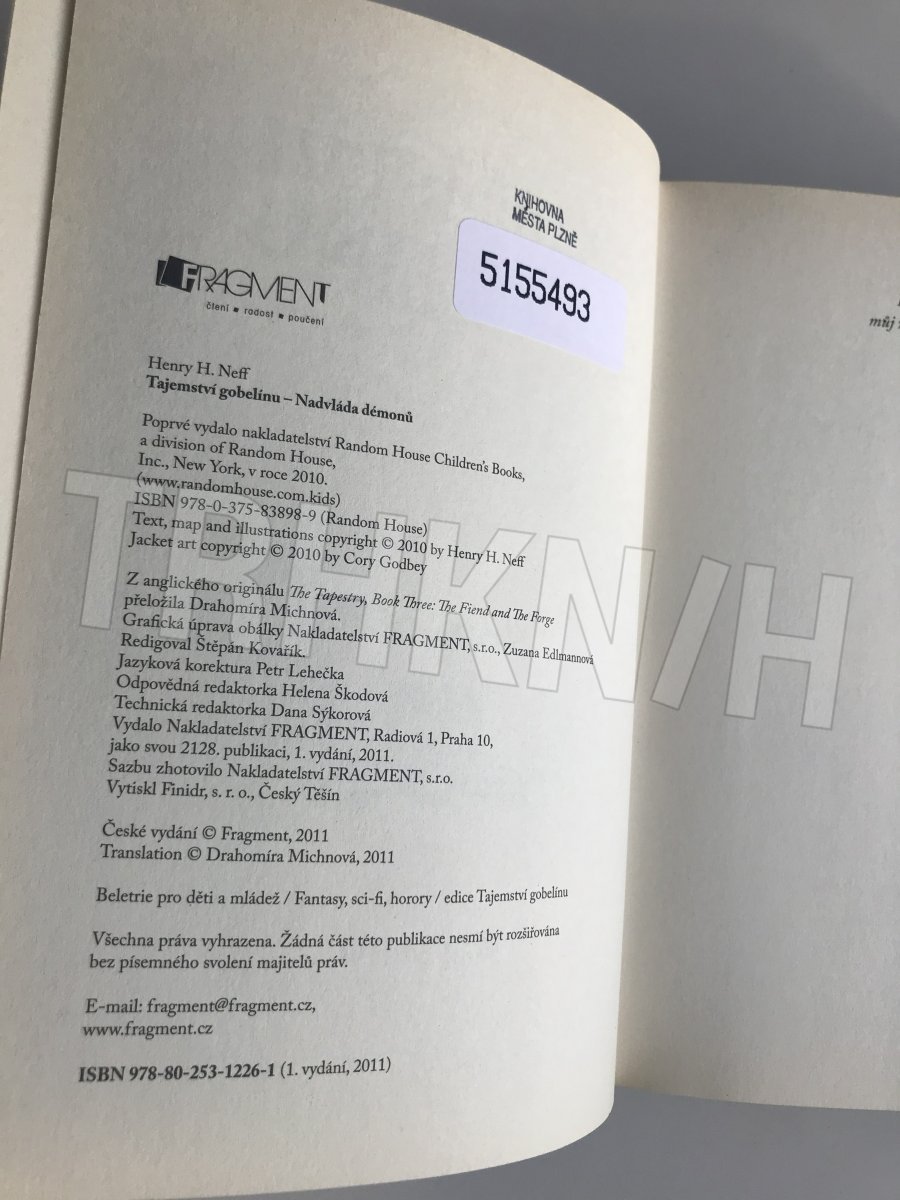 KNIHOVNA
MĚSTA PLZNĚ
5155493
FRAGMENT
čtení ■ radost ■ poučení
Henry H. Neff
Tajemství gobelínu – Nadvláda démonů
Poprvé vydalo nakladatelství Random House Children's Books,
a division of Random House,
Inc., New York, v roce 2010.
(www.randomhouse.com.kids)
ISBN 978-0-375-83898-9 (Random House)
Text, map and illustrations copyright © 2010 by Henry H. Neff
Jacket art copyright © 2010 by Cory Godbey
Z anglického originálu The Tapestry, Book Three: The Fiend and The Forge
přeložila Drahomíra Michnová.
Grafická úprava obálky Nakladatelství FRAGMENT, s.r.o., Zuzana Edlmannová
Redigoval Štěpán Kovařík.
Jazyková korektura Petr Lehečka
Odpovědná redaktorka Helena Škodová
Technická redaktorka Dana Sýkorová
Vydalo Nakladatelství FRAGMENT, Radiová 1, Praha 10,
jako svou 2128. publikaci, 1. vydání, 2011.
Sazbu zhotovilo Nakladatelství FRAGMENT, s.r.o.
Vytiskl Finidr, s. r. o., Český Těšín
České vydání © Fragment, 2011
Translation © Drahomíra Michnová, 2011
Beletrie pro děti a mládež / Fantasy, sci-fi, horory / edice Tajemství gobelínu
Všechna práva vyhrazena. Žádná část této publikace nesmí být rozšiřována
bez písemného svolení majitelů práv.
E-mail: fragment@fragment.cz,
www.fragment.cz
ISBN 978-80-253-1226-1 (1. vydání, 2011)
můj
TBHKN/H